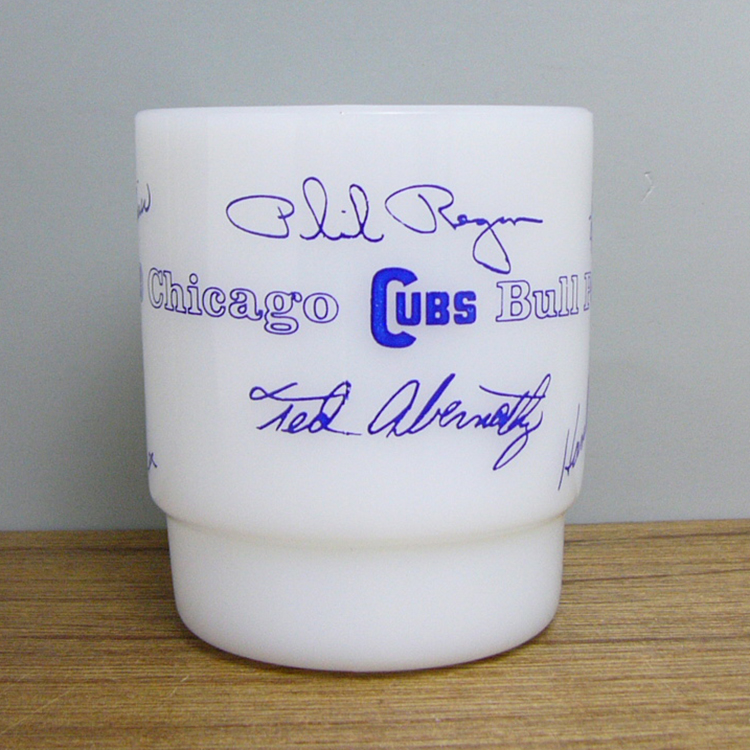 Phil Regan
Chicago CUBS Bull
Ted Abernathy